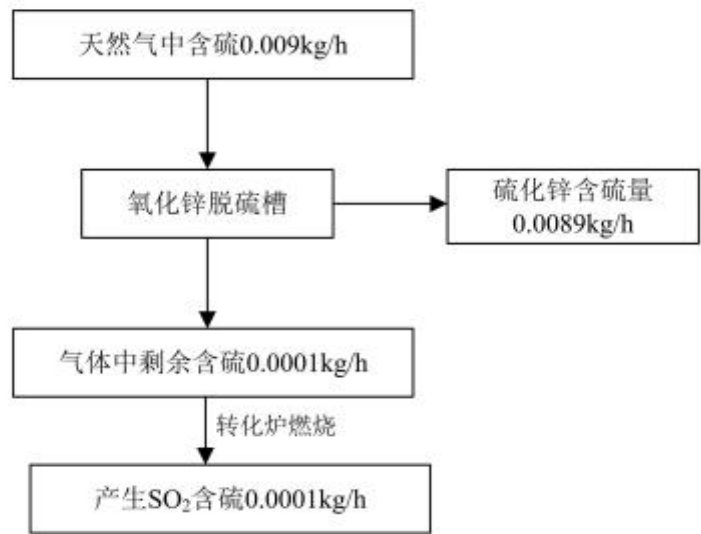 天然气中含硫0.009kg/h
氧化锌脱硫槽
硫化锌含硫量
0.0089kg/h
气体中剩余含硫0.0001kg/h
转化炉燃烧
产生SO₂含硫0.0001kg/h